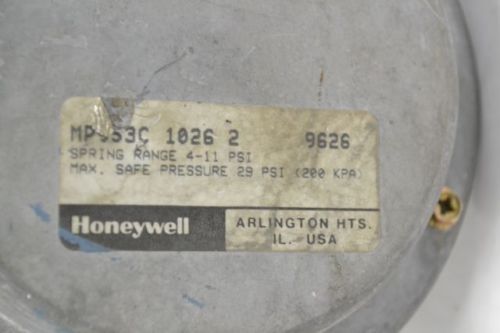 1026 2 9626
SPRING RANGE 4-11 PSI
MAX. SAFE PRESSURE 29 PSI (200 KPA)
Honeywell
ARLINGTON HTS.
IL. USA